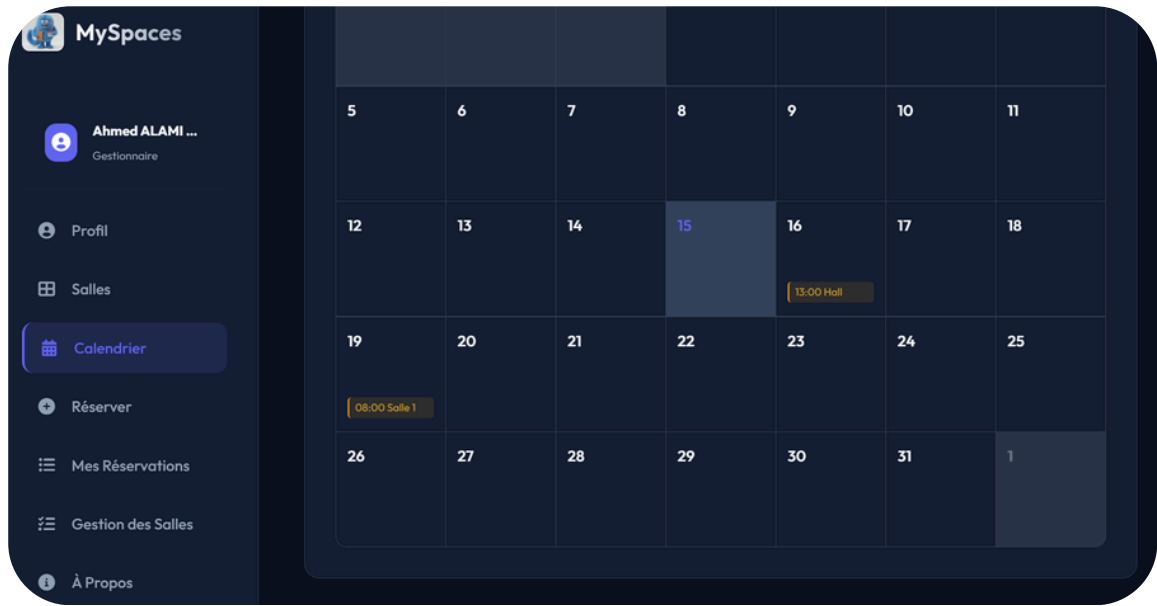 MySpaces
Ahmed ALAMI ...
Gestionnaire
Profil
Salles
Calendrier
Réserver
Mes Réservations
Gestion des Salles
À Propos
5 6 7 8 9 10 11
12 13 14 15 16 17 18
13:00 Hall
19 20 21 22 23 24 25
08:00 Salle 1
26 27 28 29 30 31 1